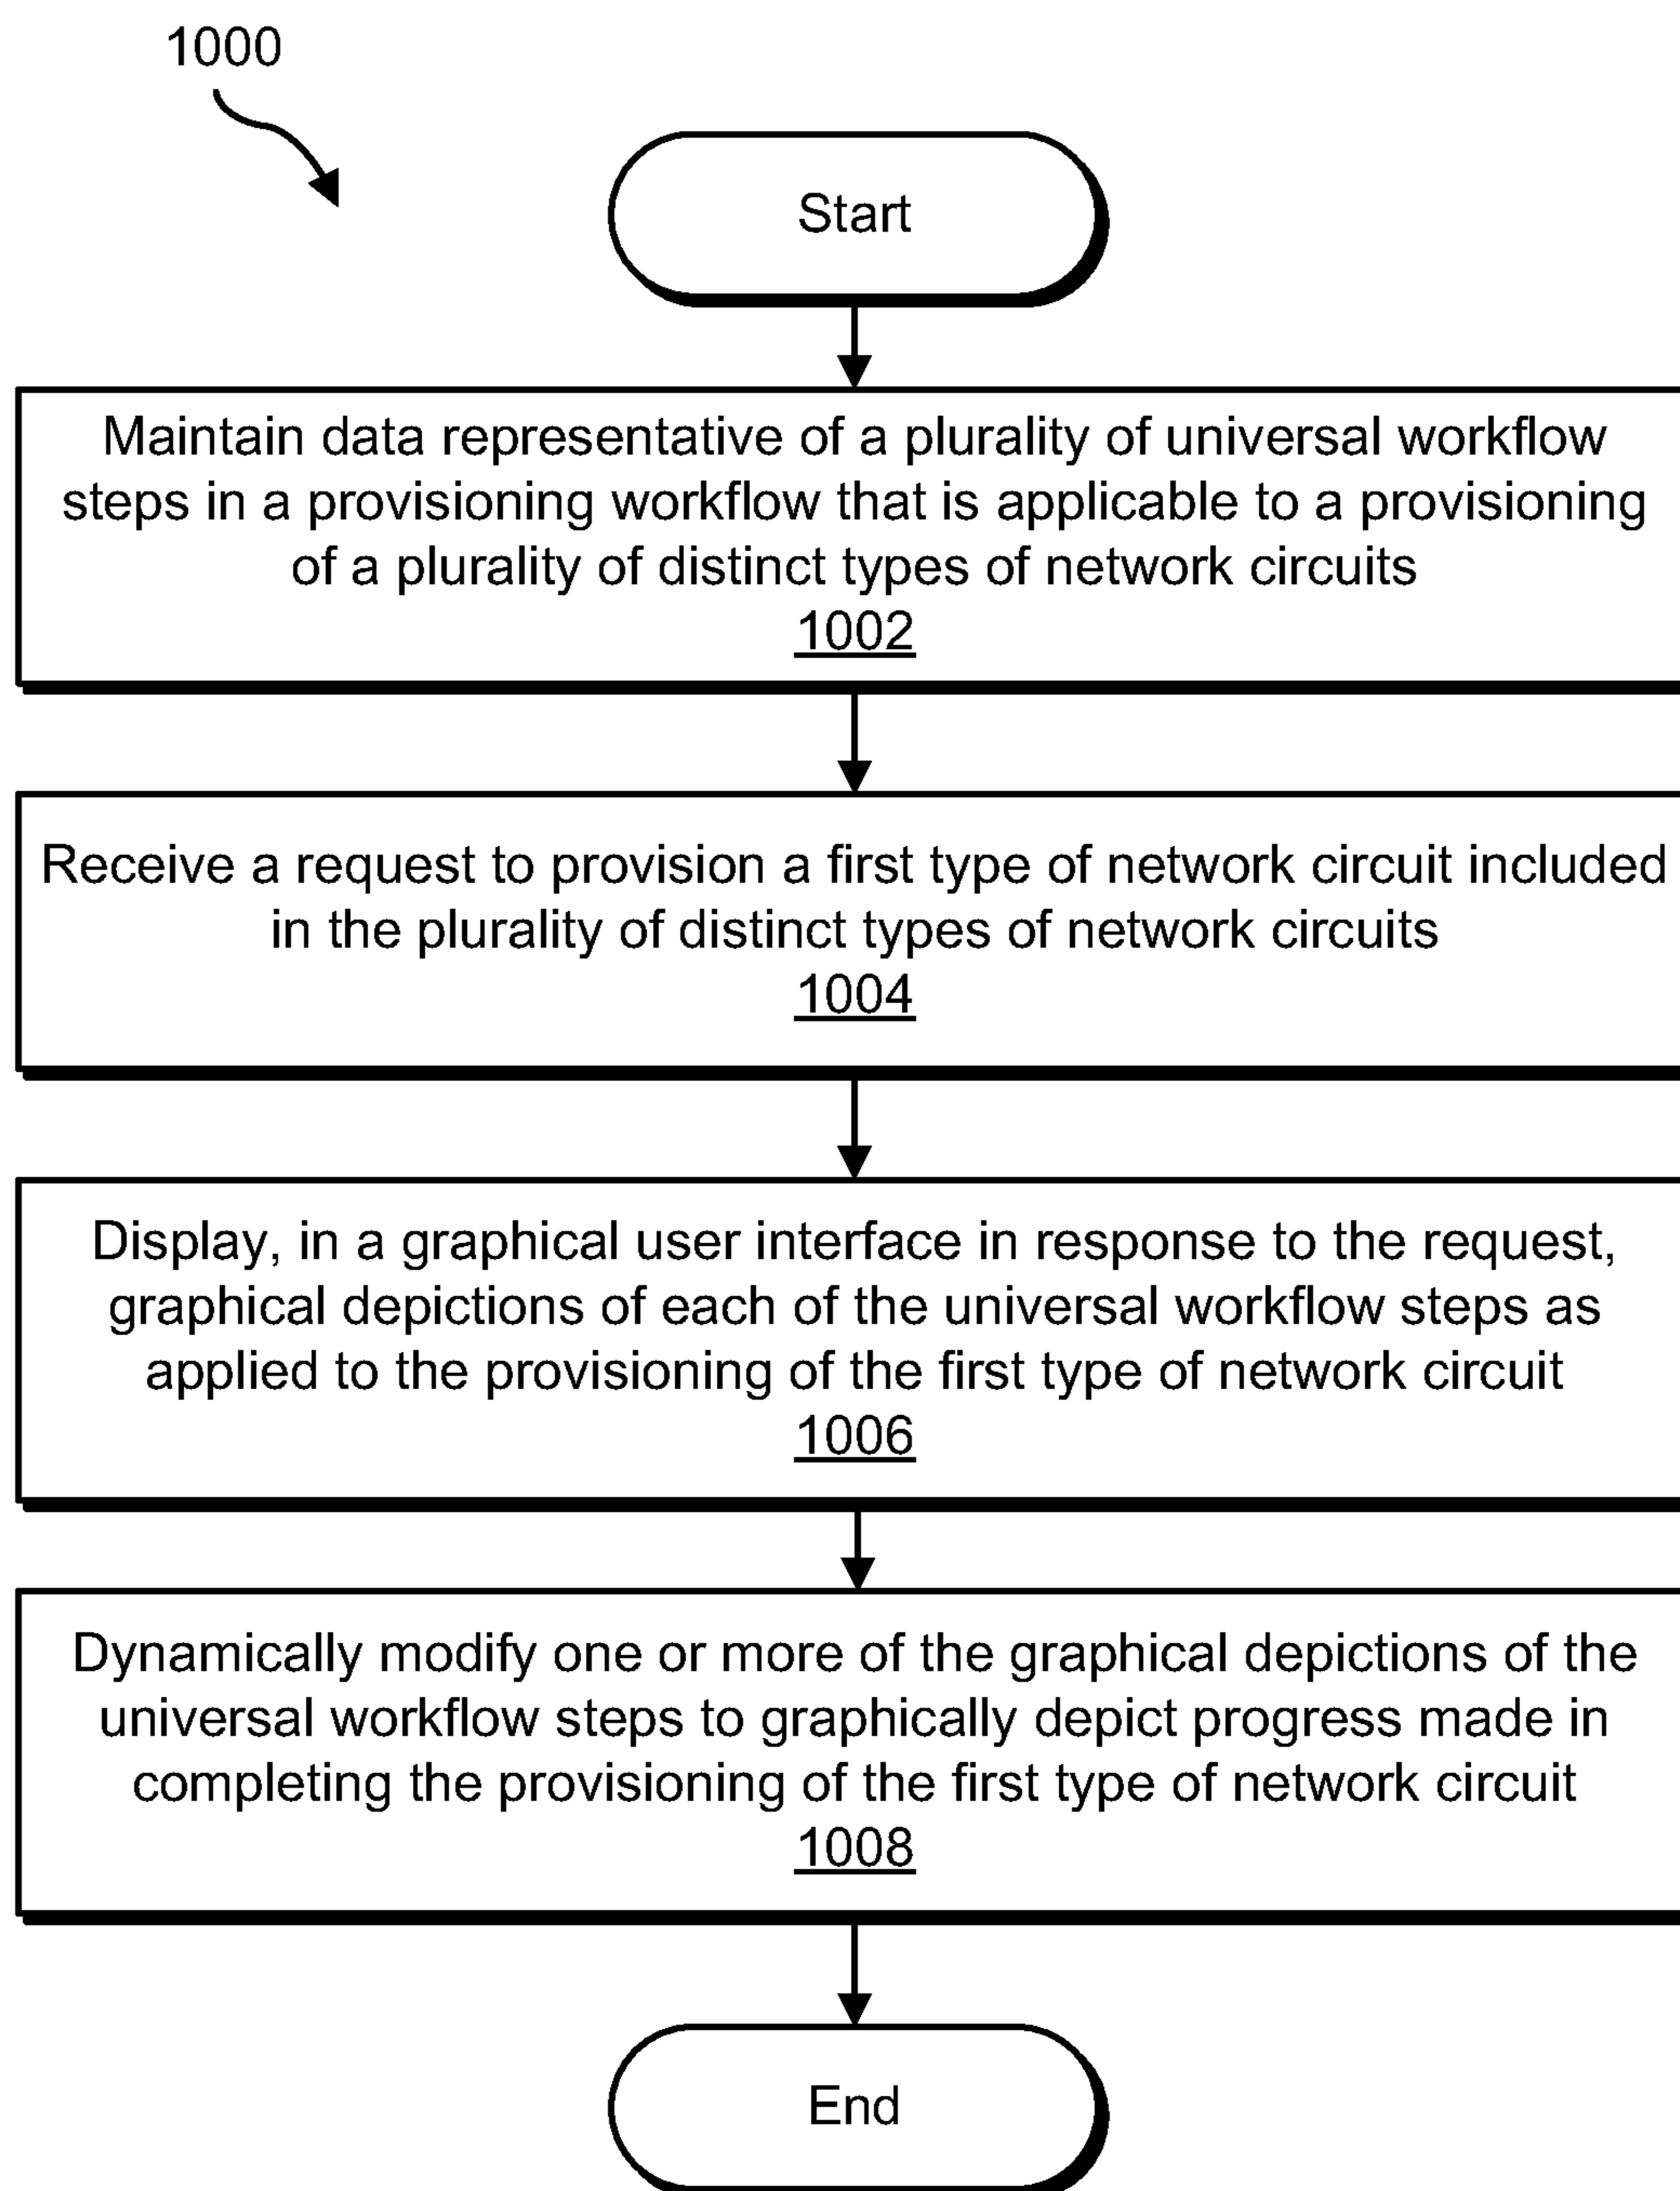 1000
Start
Maintain data representative of a plurality of universal workflow
steps in a provisioning workflow that is applicable to a provisioning
of a plurality of distinct types of network circuits
1002
Receive a request to provision a first type of network circuit included
in the plurality of distinct types of network circuits
1004
Display, in a graphical user interface in response to the request,
graphical depictions of each of the universal workflow steps as
applied to the provisioning of the first type of network circuit
1006
Dynamically modify one or more of the graphical depictions of the
universal workflow steps to graphically depict progress made in
completing the provisioning of the first type of network circuit
1008
End